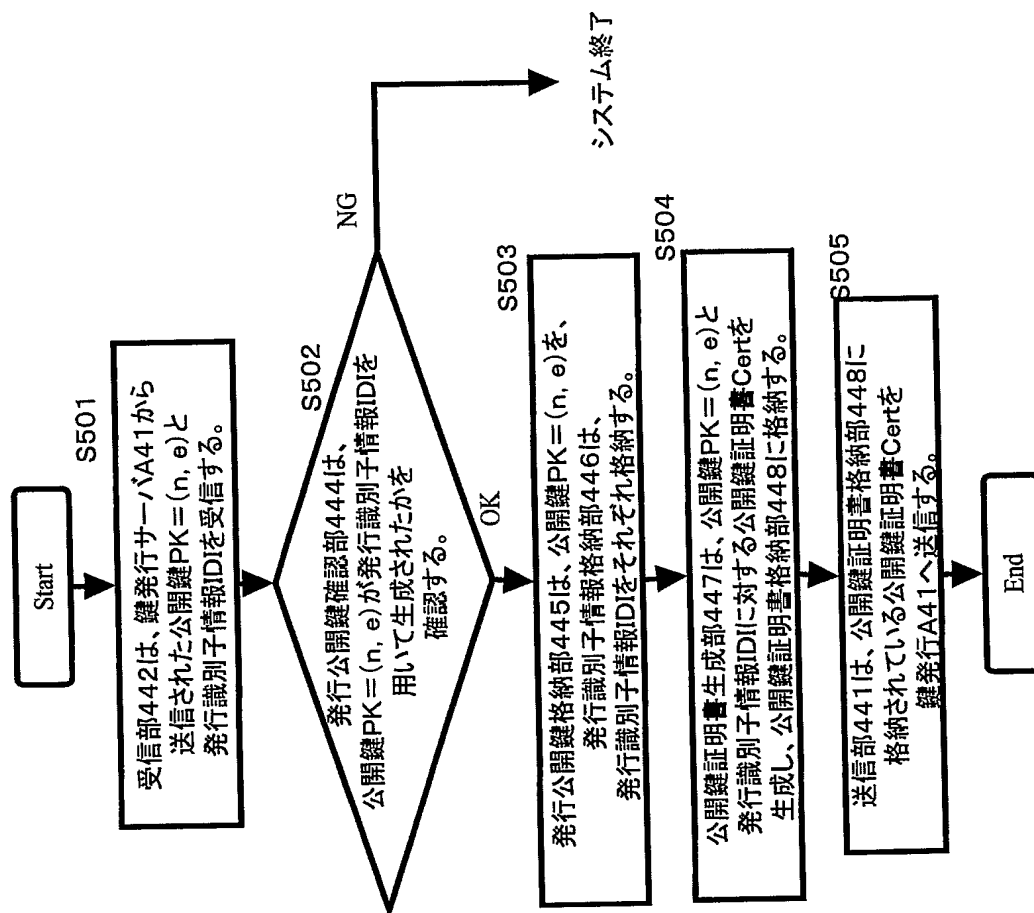 Start
S501
受信部442は、鍵発行サーバA41から
送信された公開鍵PK=(n, e)と
発行識別子情報IDIを受信する。
S502
発行公開鍵確認部444は、
公開鍵PK=(n, e)が発行識別子情報IDIを
用いて生成されたかを
確認する。
NG
システム終了
OK
S503
発行公開鍵格納部445は、公開鍵PK=(n, e)を、
発行識別子情報格納部446は、
発行識別子情報IDIをそれぞれ格納する。
S504
公開鍵証明書生成部447は、公開鍵PK=(n, e)と
発行識別子情報IDIに対する公開鍵証明書Certを
生成し、公開鍵証明書格納部448に格納する。
S505
送信部441は、公開鍵証明書格納部448に
格納されている公開鍵証明書Certを
鍵発行A41へ送信する。
End